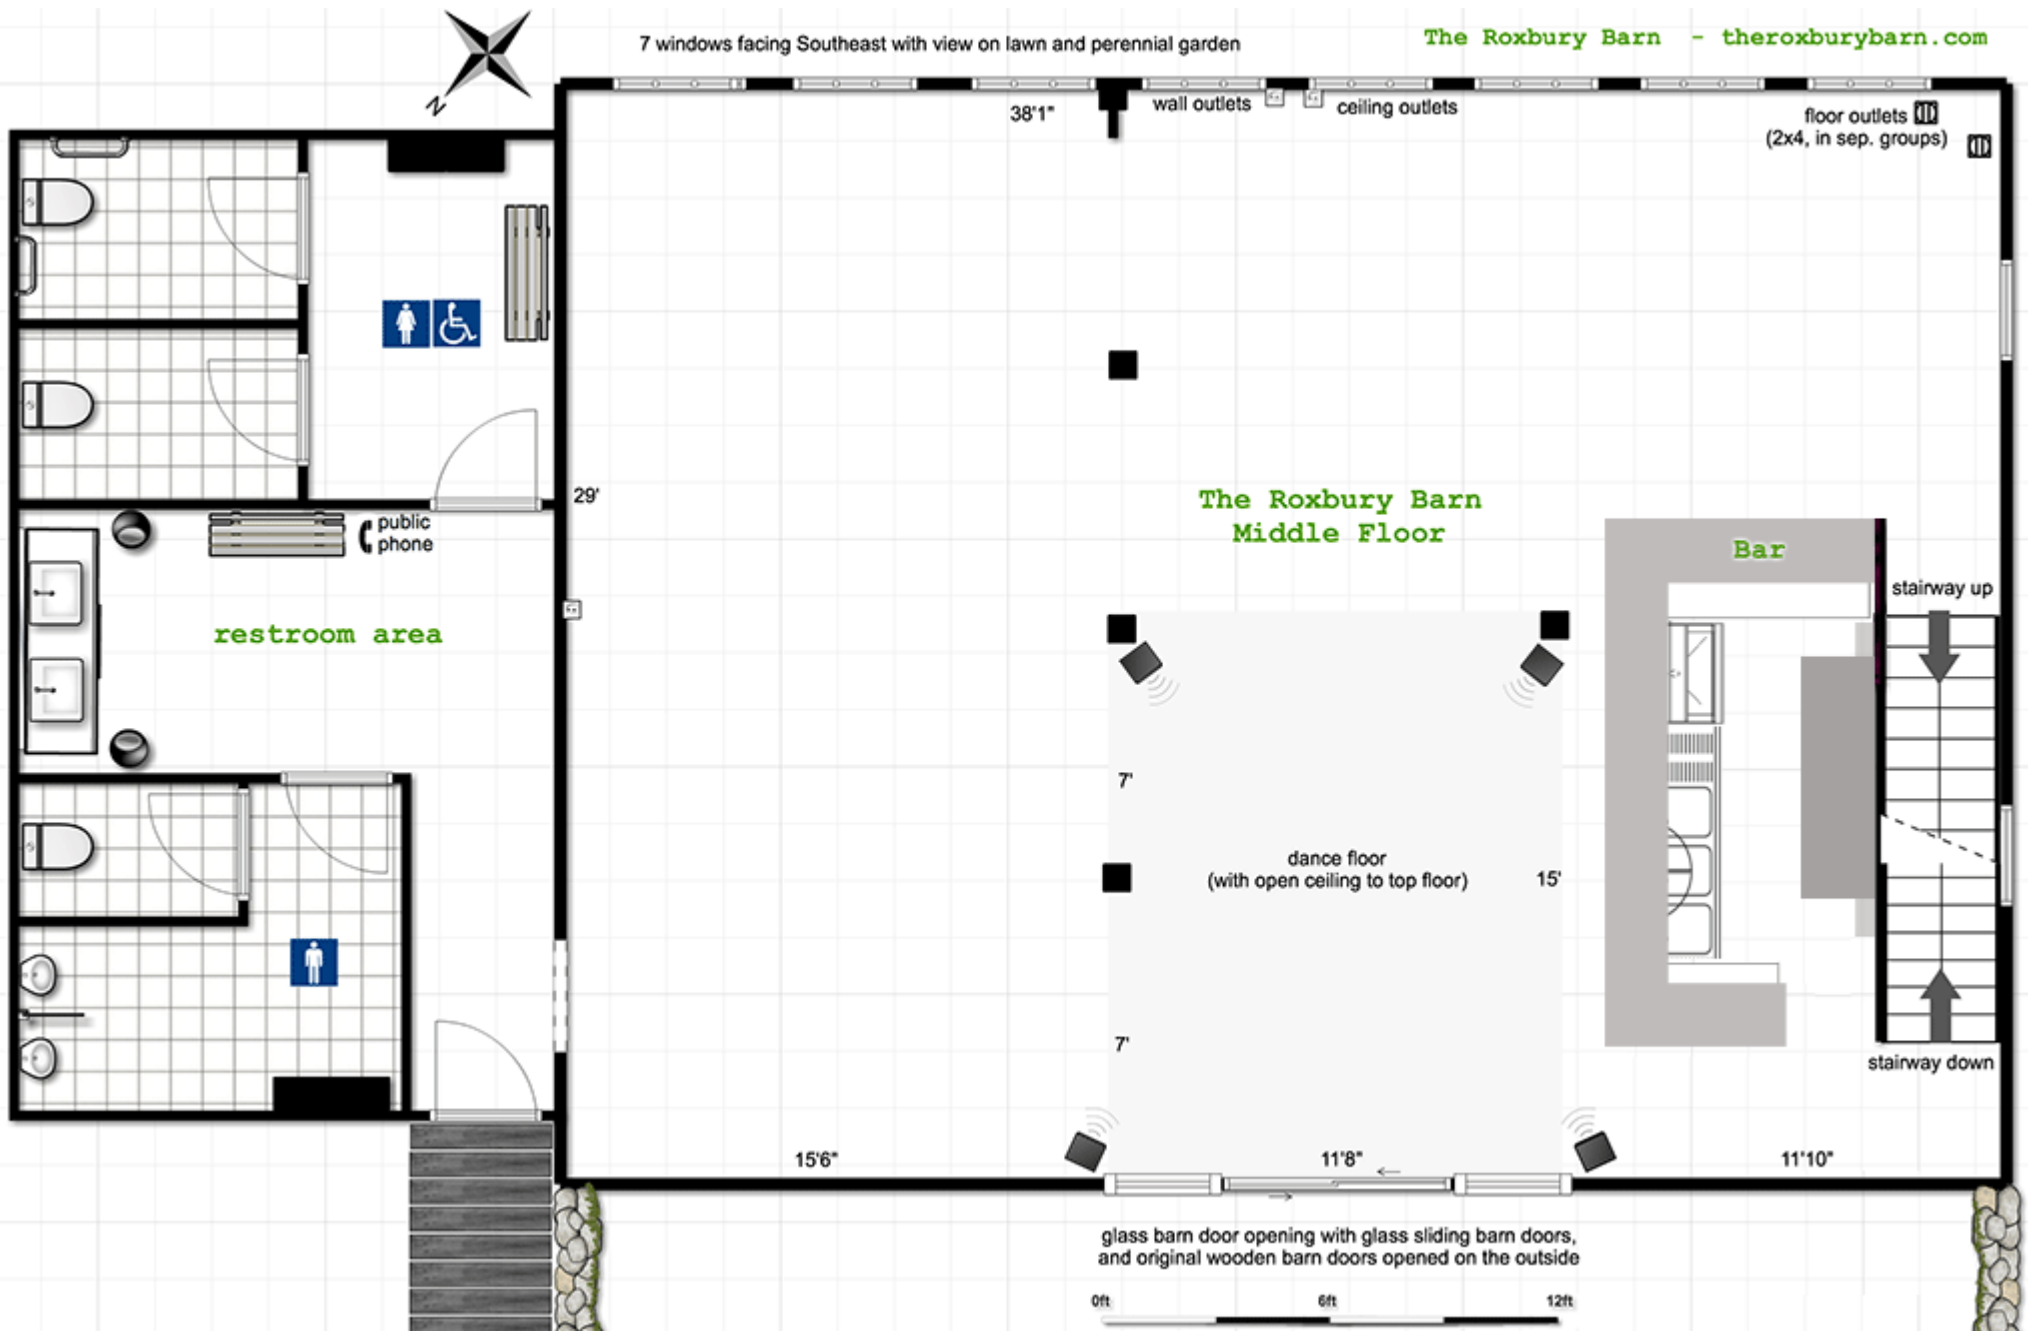 7 windows facing Southeast with view on lawn and perennial garden
The Roxbury Barn - theroxburybarn.com
N
38'1"
wall outlets
ceiling outlets
floor outlets
(2x4, in sep. groups)
29'
public
phone
The Roxbury Barn
Middle Floor
Bar
stairway up
restroom area
7'
dance floor
(with open ceiling to top floor)
15'
7'
stairway down
15'6"
11'8"
11'10"
glass barn door opening with glass sliding barn doors,
and original wooden barn doors opened on the outside
0ft
6ft
12ft